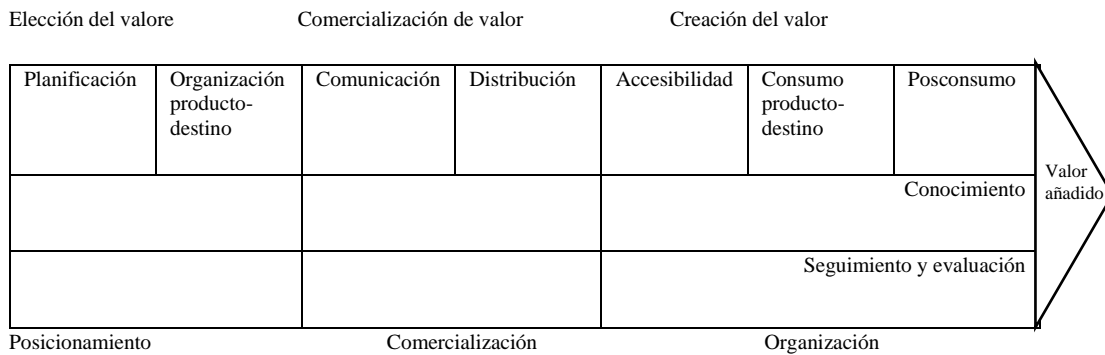 Elección del valore Comercialización de valor Creación del valor
Planificación Organización producto-destino Comunicación Distribución Accesibilidad Consumo producto-destino Posconsumo
Valor añadido
Conocimiento
Seguimiento y evaluación
Posicionamiento Comercialización Organización